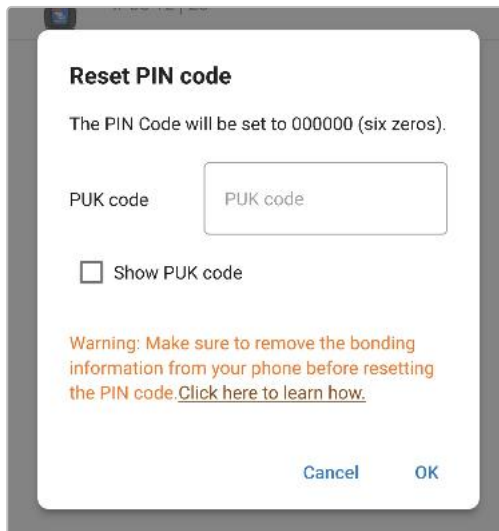 Reset PIN code
The PIN Code will be set to 000000 (six zeros).
PUK code
PUK code
Show PUK code
Warning: Make sure to remove the bonding
information from your phone before resetting
the PIN code.Click here to learn how.
Cancel OK